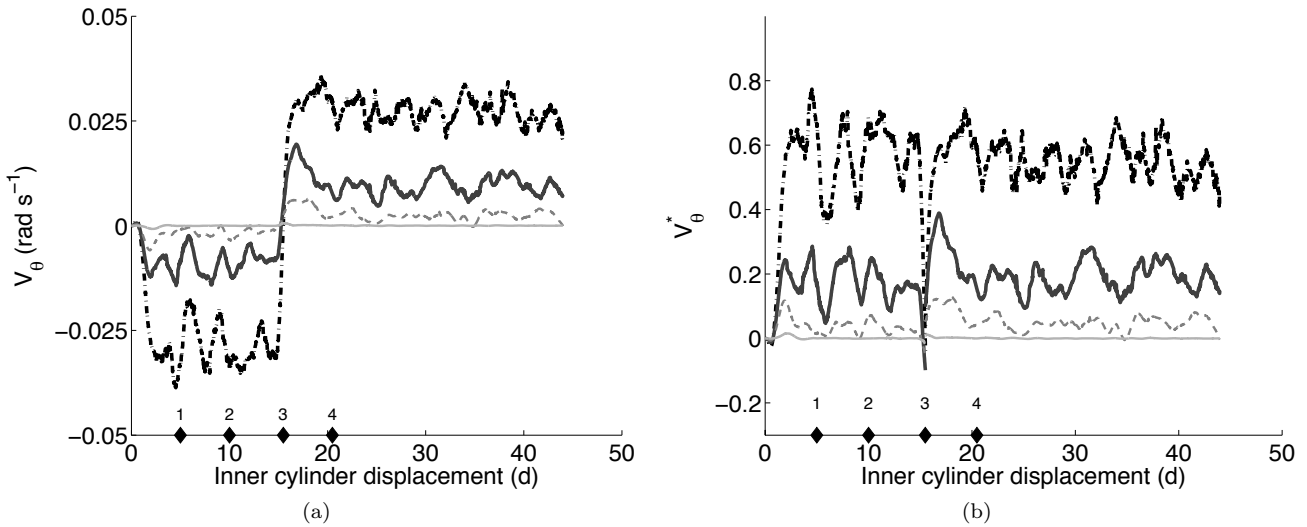 0.05
0.025
0
−0.025
−0.05
V_θ (rad s⁻¹)
1 2 3 4
0 10 20 30 40 50
Inner cylinder displacement (d)
(a)
0.8
0.6
0.4
0.2
0
−0.2
V_θ^*
1 2 3 4
0 10 20 30 40 50
Inner cylinder displacement (d)
(b)